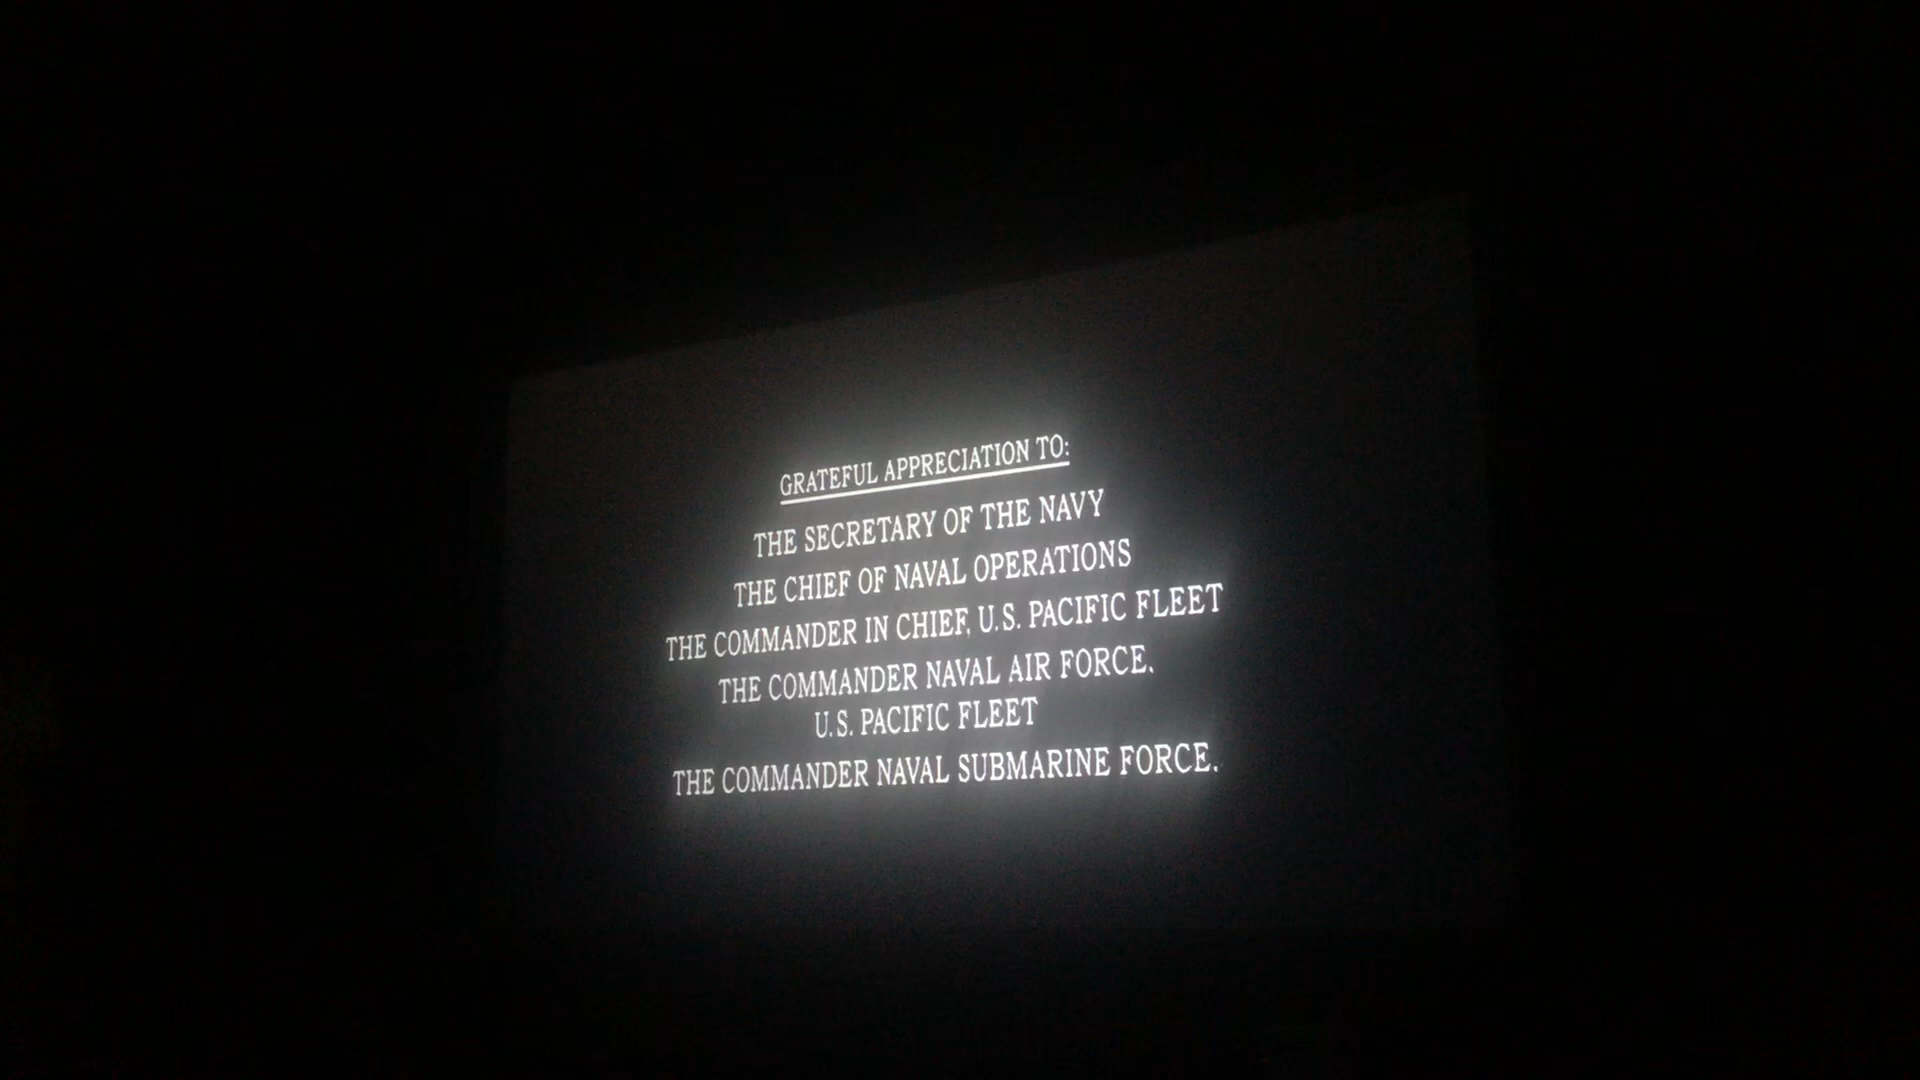 GRATEFUL APPRECIATION TO:
THE SECRETARY OF THE NAVY
THE CHIEF OF NAVAL OPERATIONS
THE COMMANDER IN CHIEF, U.S. PACIFIC FLEET
THE COMMANDER NAVAL AIR FORCE,
U.S. PACIFIC FLEET
THE COMMANDER NAVAL SUBMARINE FORCE,